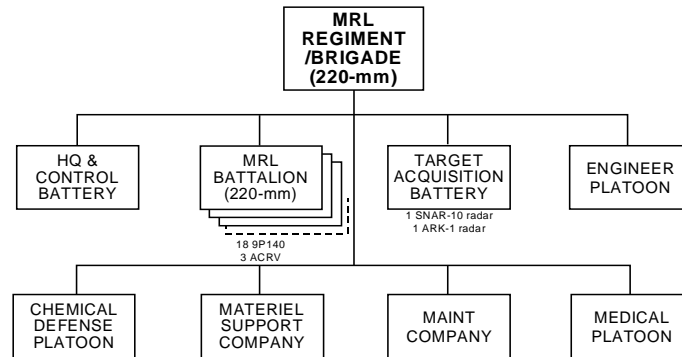 MRL
REGIMENT
/BRIGADE
(220-mm)
HQ &
CONTROL
BATTERY
MRL
BATTALION
(220-mm)
18 9P140
3 ACRV
TARGET
ACQUISITION
BATTERY
1 SNAR-10 radar
1 ARK-1 radar
ENGINEER
PLATOON
CHEMICAL
DEFENSE
PLATOON
MATERIEL
SUPPORT
COMPANY
MAINT
COMPANY
MEDICAL
PLATOON